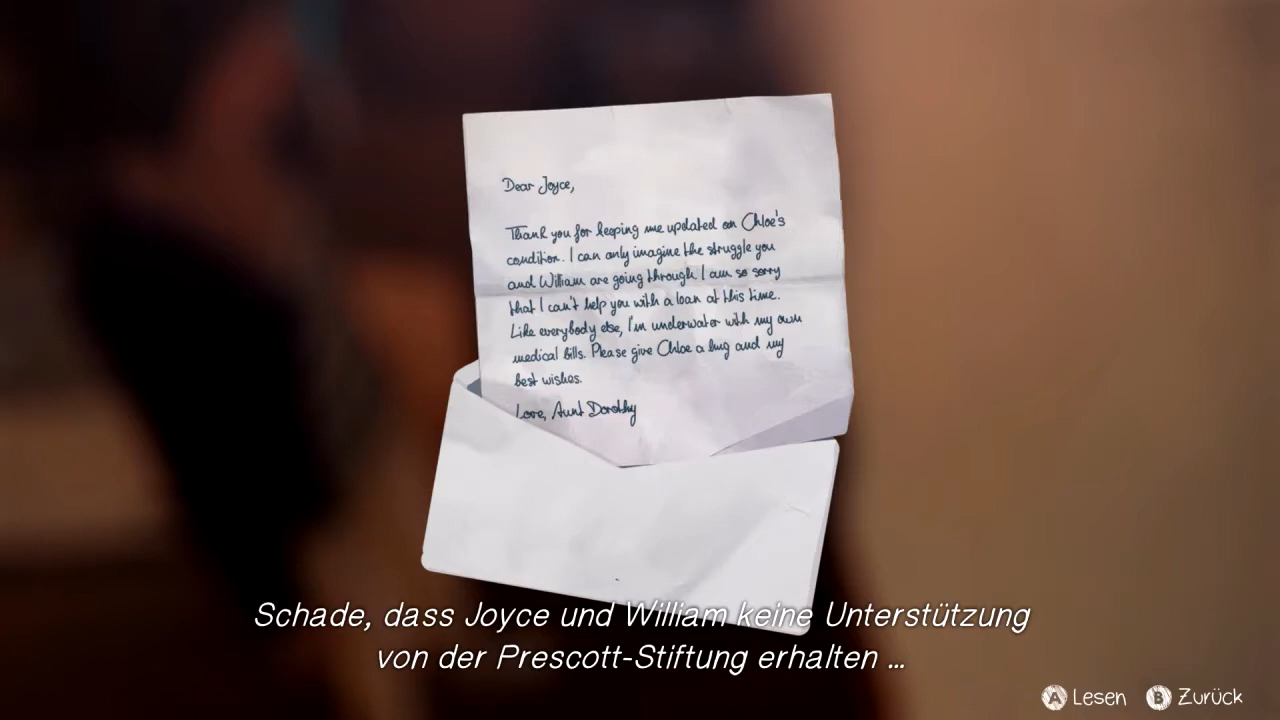 Dear Joyce,
Thank you for keeping me updated on Chloe's
condition. I can only imagine the struggle you
and William are going through. I am so sorry
that I can't help you with a loan at this time.
Like everybody else, I'm underwater with my own
medical bills. Please give Chloe a hug and my
best wishes.
Love, Aunt Dorothy
Schade, dass Joyce und William keine Unterstützung
von der Prescott-Stiftung erhalten ...
A Lesen B Zurück